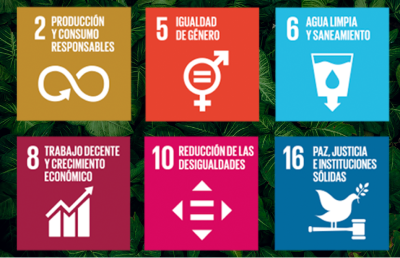 2 PRODUCCIÓN
Y CONSUMO
RESPONSABLES
5 IGUALDAD
DE GÉNERO
6 AGUA LIMPIA
Y SANEAMIENTO
8 TRABAJO DECENTE
Y CRECIMIENTO
ECONÓMICO
10 REDUCCIÓN DE LAS
DESIGUALDADES
16 PAZ, JUSTICIA
E INSTITUCIONES
SÓLIDAS